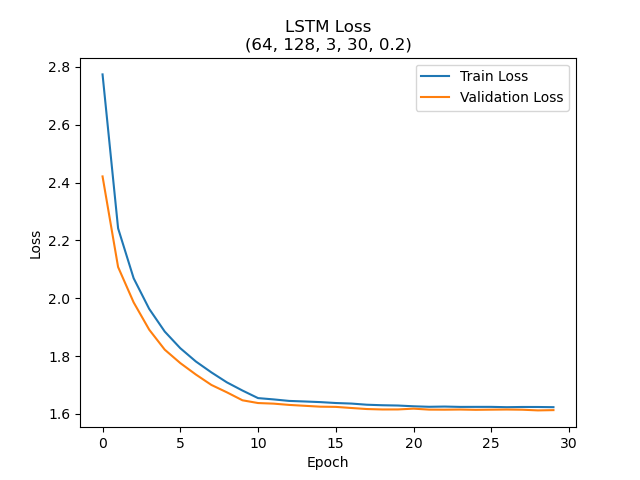 LSTM Loss
(64, 128, 3, 30, 0.2)
Train Loss
Validation Loss
2.8
2.6
2.4
2.2
2.0
1.8
1.6
Loss
0 5 10 15 20 25 30
Epoch